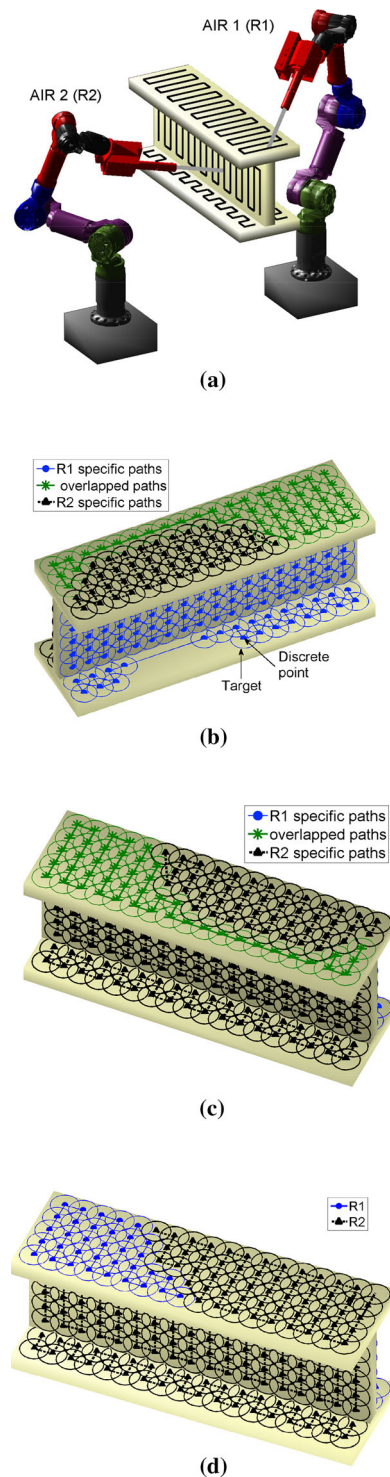 AIR 1 (R1)
AIR 2 (R2)
(a)
R1 specific paths
overlapped paths
R2 specific paths
Discrete
point
Target
(b)
R1 specific paths
overlapped paths
R2 specific paths
(c)
R1
R2
(d)